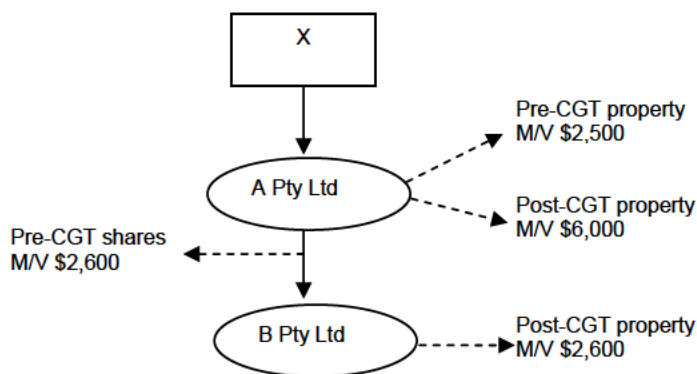 X
Pre-CGT property
M/V $2,500
A Pty Ltd
Post-CGT property
M/V $6,000
Pre-CGT shares
M/V $2,600
B Pty Ltd
Post-CGT property
M/V $2,600